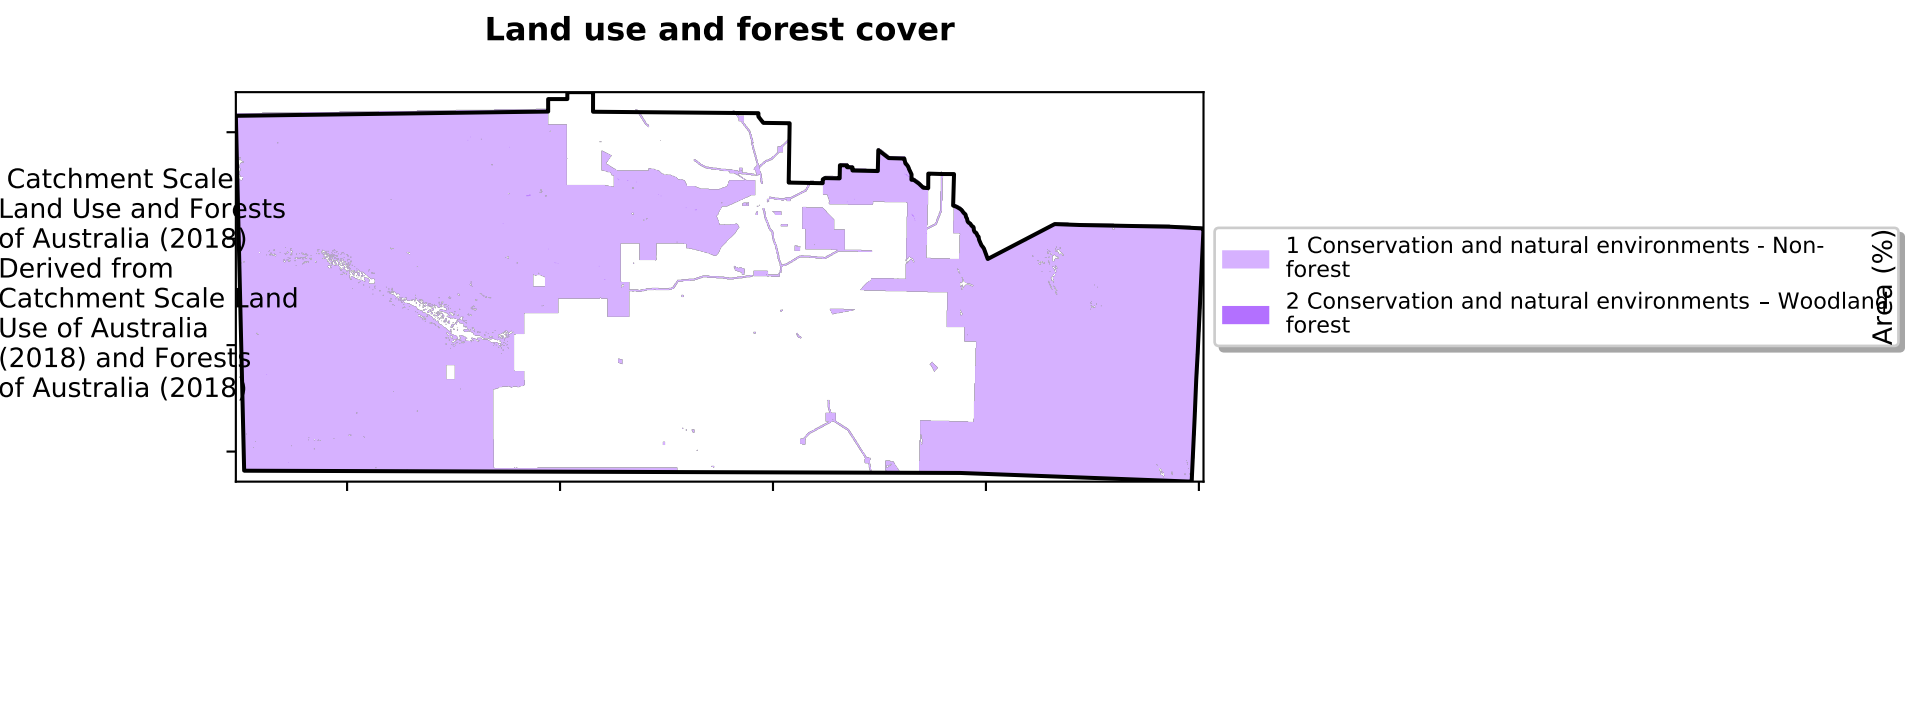 Land use and forest cover
Catchment Scale
Land Use and Forests
of Australia (2018)
Derived from
Catchment Scale Land
Use of Australia
(2018) and Forests
of Australia (2018)
1 Conservation and natural environments - Non-
forest
2 Conservation and natural environments – Woodland
forest
Area (%)